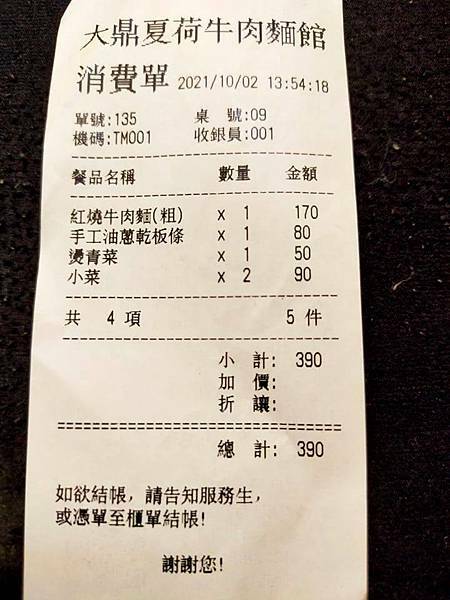 大鼎夏荷牛肉麵館
消費單 2021/10/02 13:54:18
單號:135 桌 號:09
機碼:TM001 收銀員:001
餐品名稱 數量 金額
紅燒牛肉麵(粗) x 1 170
手工油蔥乾板條 x 1 80
燙青菜 x 1 50
小菜 x 2 90
共 4 項 5 件
小 計: 390
加 價:
折 讓:
總 計: 390
如欲結帳, 請告知服務生,
或憑單至櫃單結帳!
謝謝您!